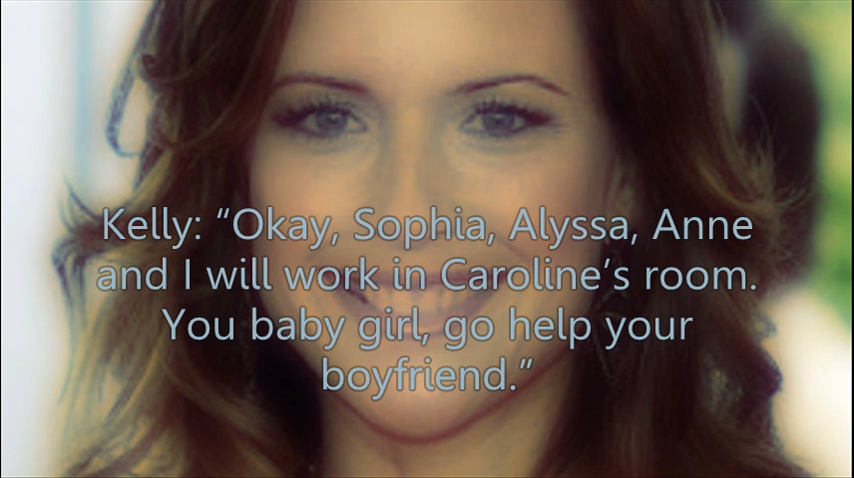 Kelly: “Okay, Sophia, Alyssa, Anne
and I will work in Caroline’s room.
You baby girl, go help your
boyfriend.”